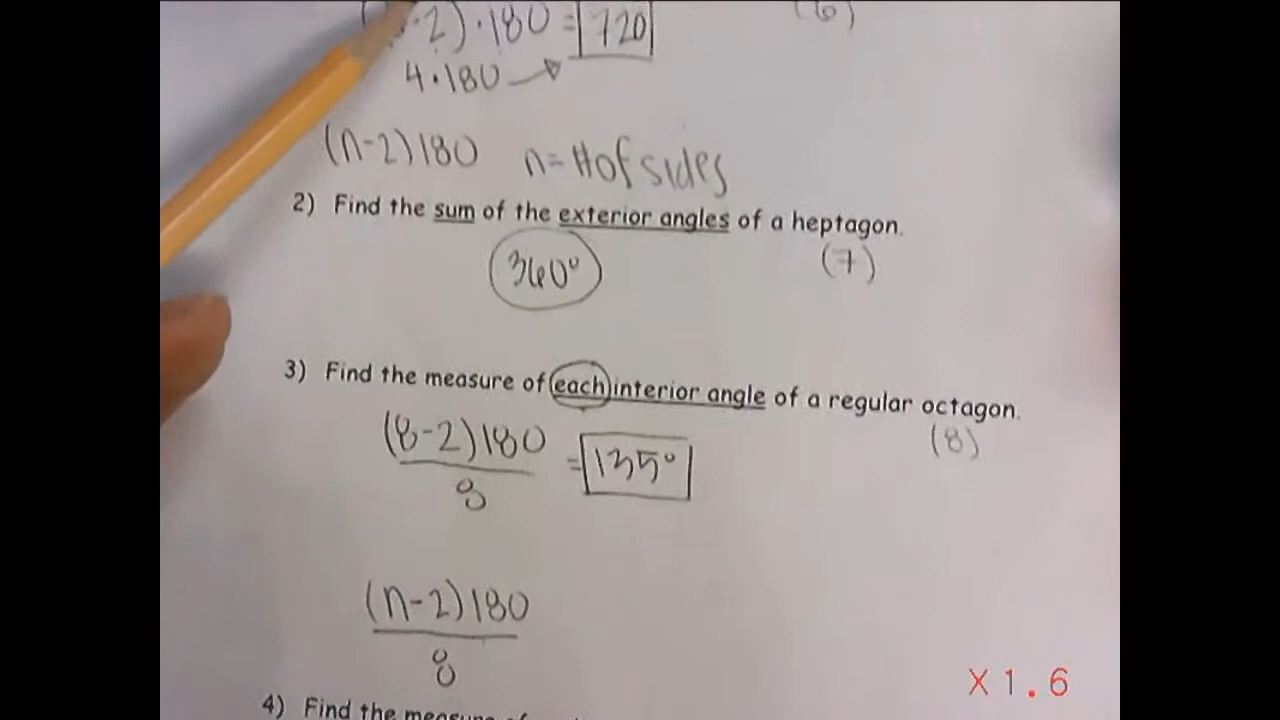 -2)·180 = 720
(6)
4·180 →
(n-2)180 n = # of sides
2) Find the sum of the exterior angles of a heptagon.
360° (7)
3) Find the measure of each interior angle of a regular octagon.
(8-2)180 = 135° (8)
8
(n-2)180
8
4) Find the measure of
X1.6